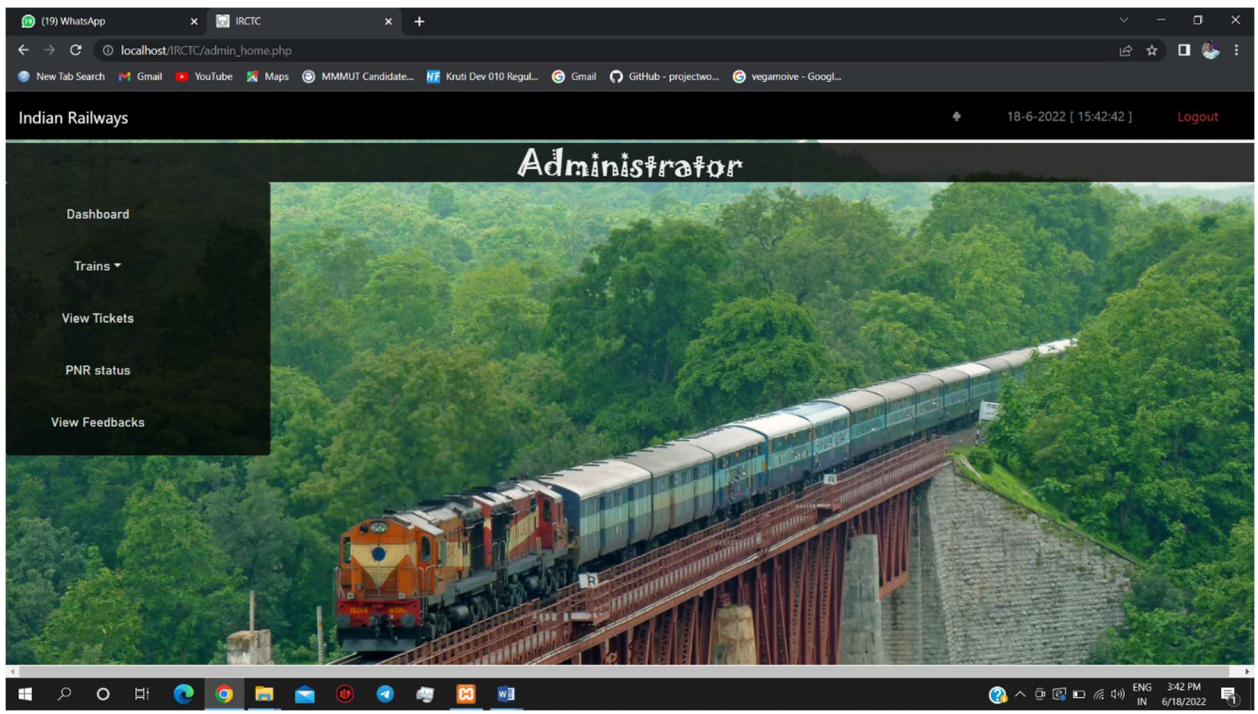 (19) WhatsApp
IRCTC
localhost/IRCTC/admin_home.php
New Tab Search Gmail YouTube Maps MMMUT Candidate... Kruti Dev 010 Regul... Gmail GitHub - projectwo... vegamoive - Googl...
Indian Railways 18-6-2022 [ 15:42:42 ] Logout
Administrator
Dashboard
Trains
View Tickets
PNR status
View Feedbacks
R
R
ENG 3:42 PM
IN 6/18/2022
1